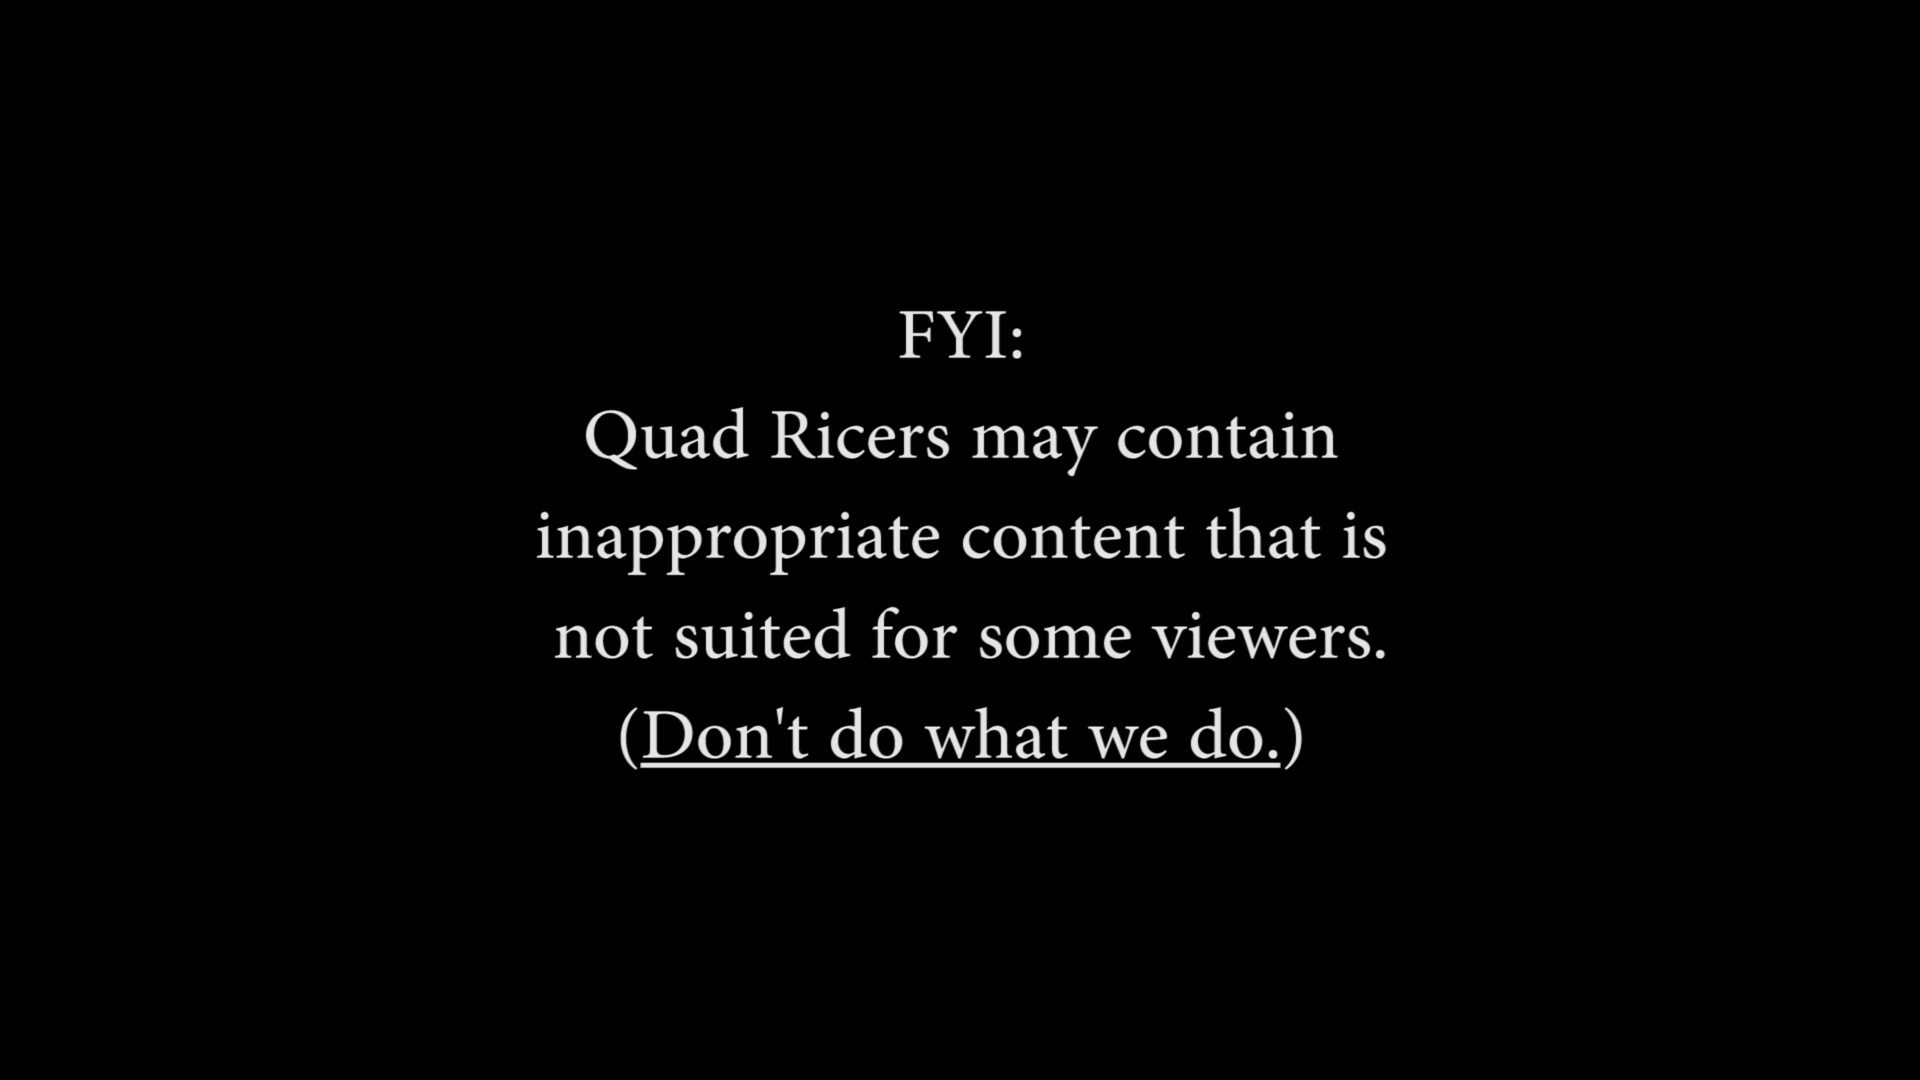 FYI:
Quad Ricers may contain
inappropriate content that is
not suited for some viewers.
(Don't do what we do.)